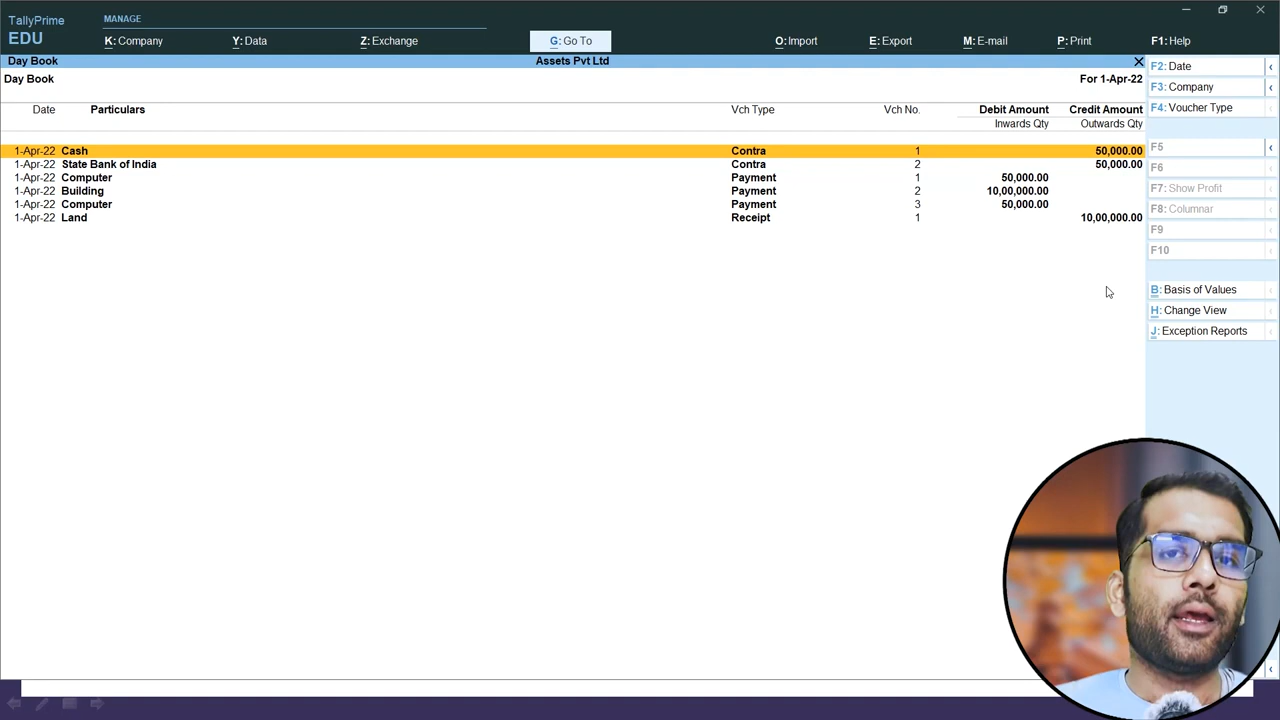 TallyPrime
EDU
MANAGE
K: Company Y: Data Z: Exchange G: Go To O: Import E: Export M: E-mail P: Print F1: Help
Day Book Assets Pvt Ltd
Day Book For 1-Apr-22
Date Particulars Vch Type Vch No. Debit Amount Credit Amount
Inwards Qty Outwards Qty
1-Apr-22 Cash Contra 1 50,000.00
1-Apr-22 State Bank of India Contra 2 50,000.00
1-Apr-22 Computer Payment 1 50,000.00
1-Apr-22 Building Payment 2 10,00,000.00
1-Apr-22 Computer Payment 3 50,000.00
1-Apr-22 Land Receipt 1 10,00,000.00
F2: Date
F3: Company
F4: Voucher Type
F5
F6
F7: Show Profit
F8: Columnar
F9
F10
B: Basis of Values
H: Change View
J: Exception Reports